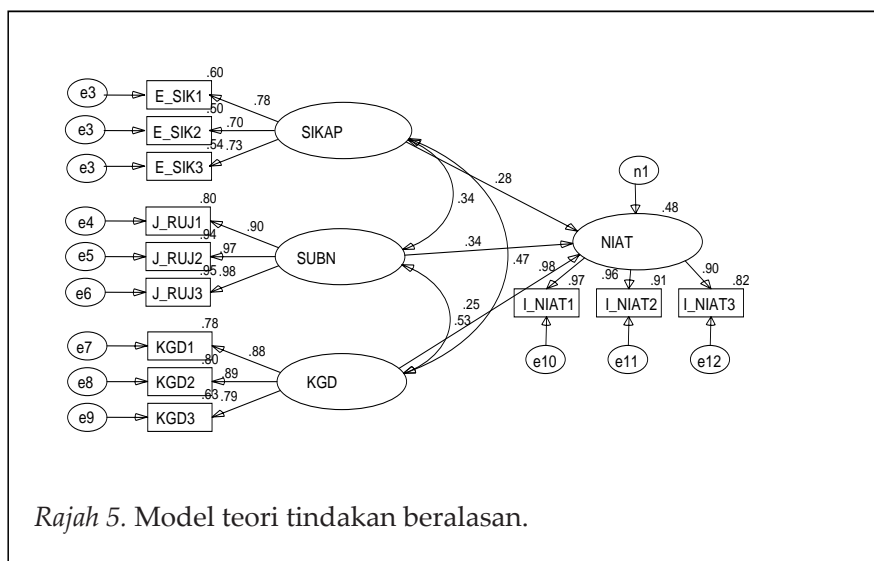 .60
e3 E_SIK1 .78
.50
e3 E_SIK2 .70 SIKAP
.54 .73
e3 E_SIK3
n1
.28
.80 .34 .48
e4 J_RUJ1 .90
.94
e5 J_RUJ2 .97 SUBN .34 NIAT
.95 .98 .47 .98 .96 .90
e6 J_RUJ3 .97 .91 .82
.25 I_NIAT1 I_NIAT2 I_NIAT3
.78 .53
e7 KGD1 .88
.80 e10 e11 e12
e8 KGD2 .89 KGD
.63 .79
e9 KGD3
Rajah 5. Model teori tindakan beralasan.